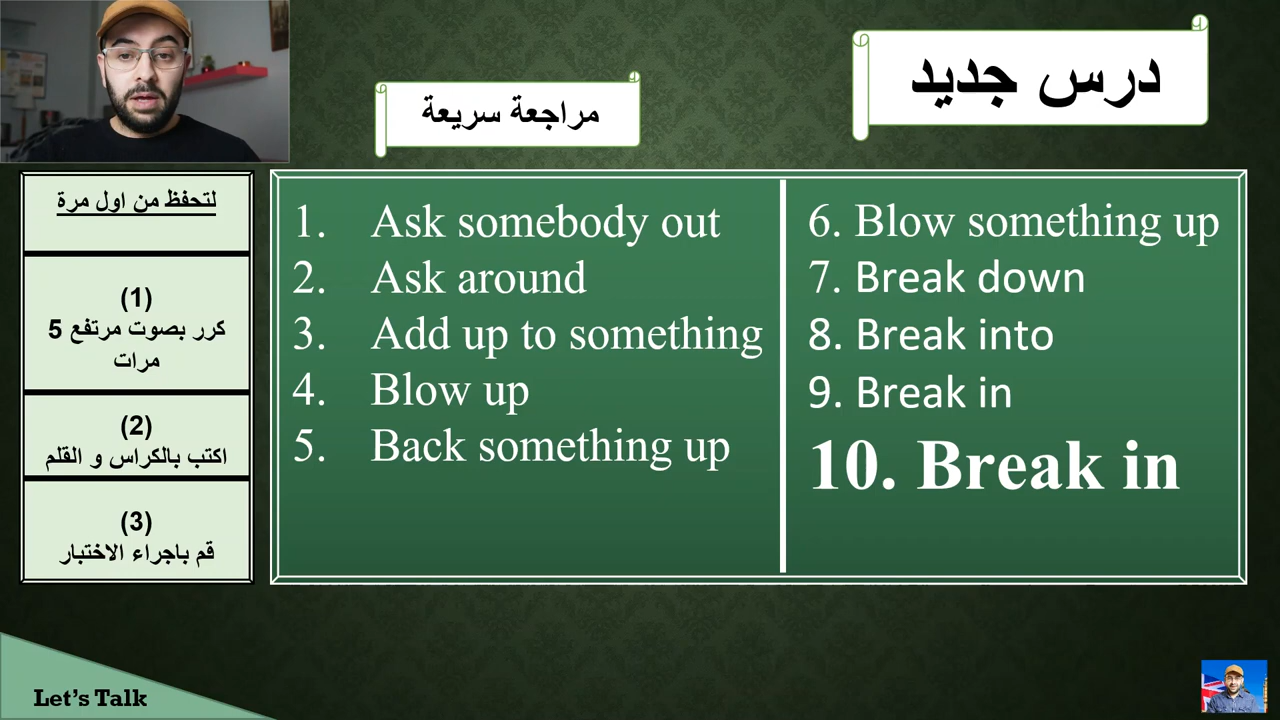 درس جديد
مراجعة سريعة
لتحفظ من اول مرة
(1)
كرر بصوت مرتفع 5
مرات
(2)
اكتب بالكراس و القلم
(3)
قم باجراء الاختبار
1. Ask somebody out
2. Ask around
3. Add up to something
4. Blow up
5. Back something up
6. Blow something up
7. Break down
8. Break into
9. Break in
10. Break in
Let's Talk